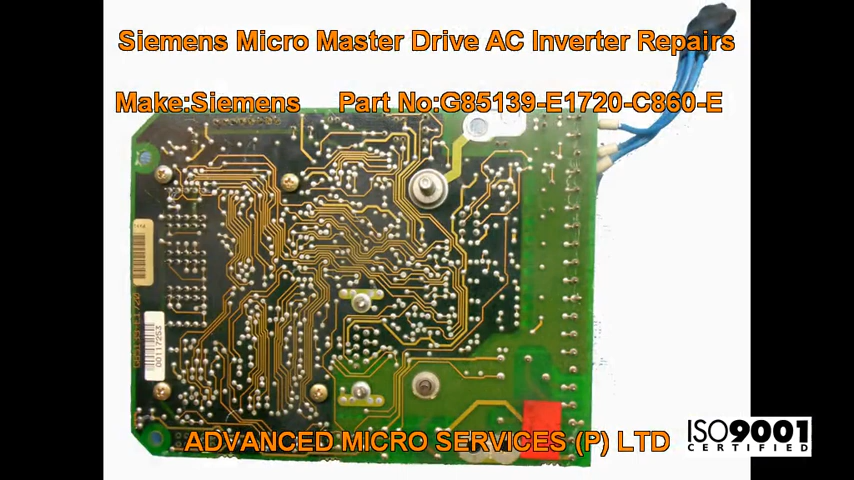 Siemens Micro Master Drive AC Inverter Repairs
Make:Siemens Part No:G85139-E1720-C860-E
00117253
ADVANCED MICRO SERVICES (P) LTD
ISO9001
CERTIFIED